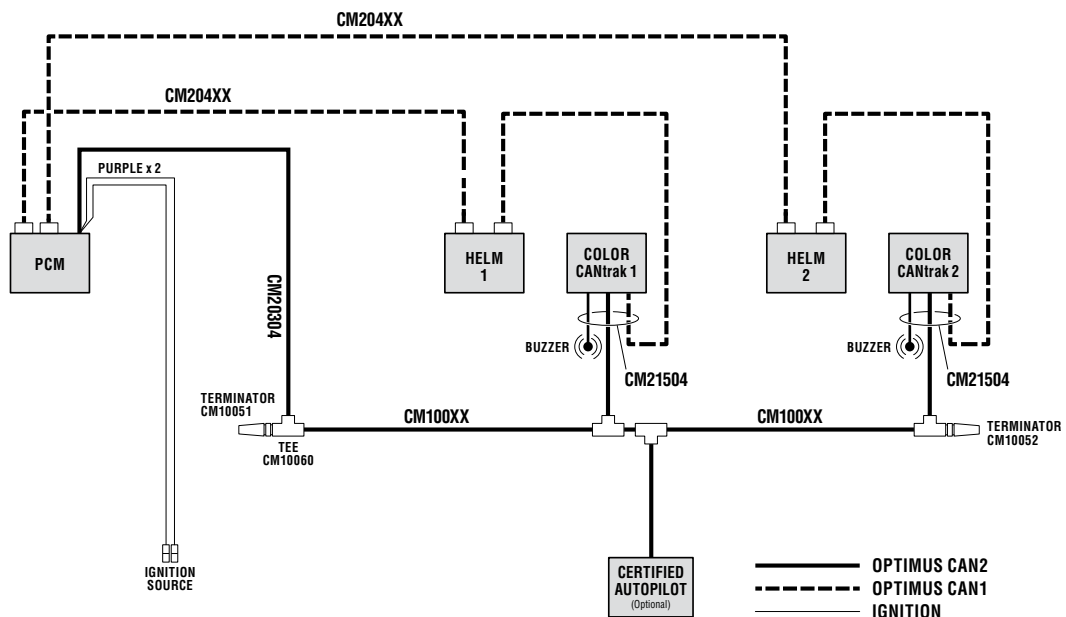 CM204XX
CM204XX
PURPLE x 2
PCM
HELM
1
COLOR
CANtrak 1
HELM
2
COLOR
CANtrak 2
CM20304
BUZZER
BUZZER
CM21504
CM21504
TERMINATOR
CM10051
CM100XX
CM100XX
TERMINATOR
CM10052
TEE
CM10060
IGNITION
SOURCE
CERTIFIED
AUTOPILOT
(Optional)
OPTIMUS CAN2
OPTIMUS CAN1
IGNITION